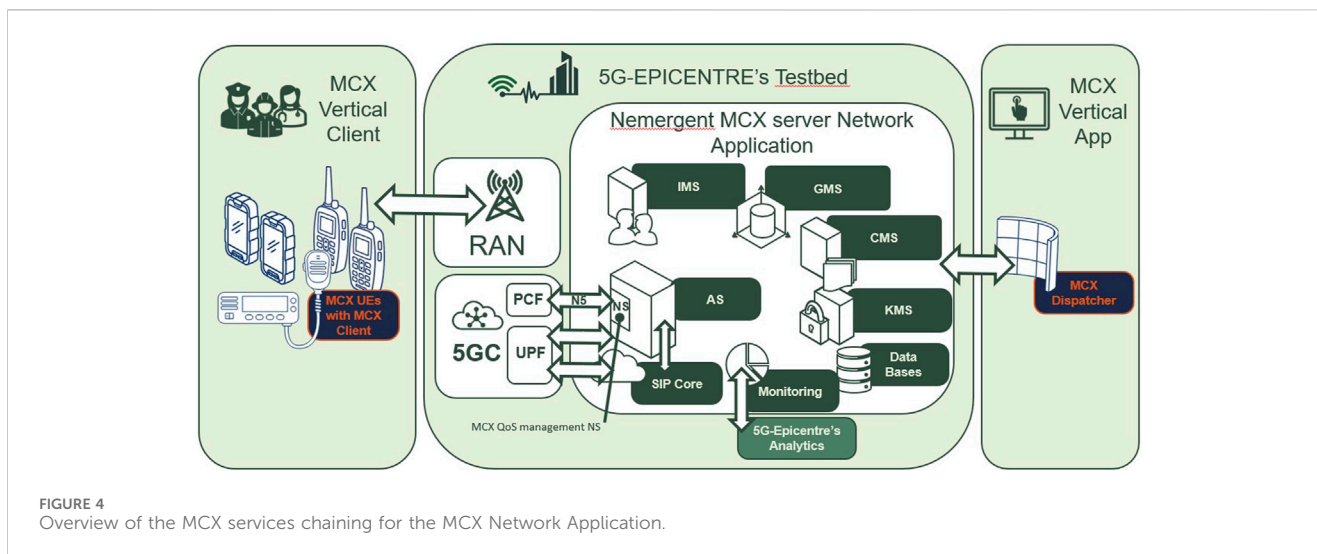 MCX
Vertical
Client
MCX UEs
with MCX
Client
5G-EPICENTRE's Testbed
RAN
5GC
PCF
UPF
N5
Nemergent MCX server Network
Application
IMS
GMS
CMS
AS
NS
KMS
SIP Core
Monitoring
Data
Bases
MCX QoS management NS
5G-Epicentre's
Analytics
MCX
Vertical
App
MCX
Dispatcher
FIGURE 4
Overview of the MCX services chaining for the MCX Network Application.